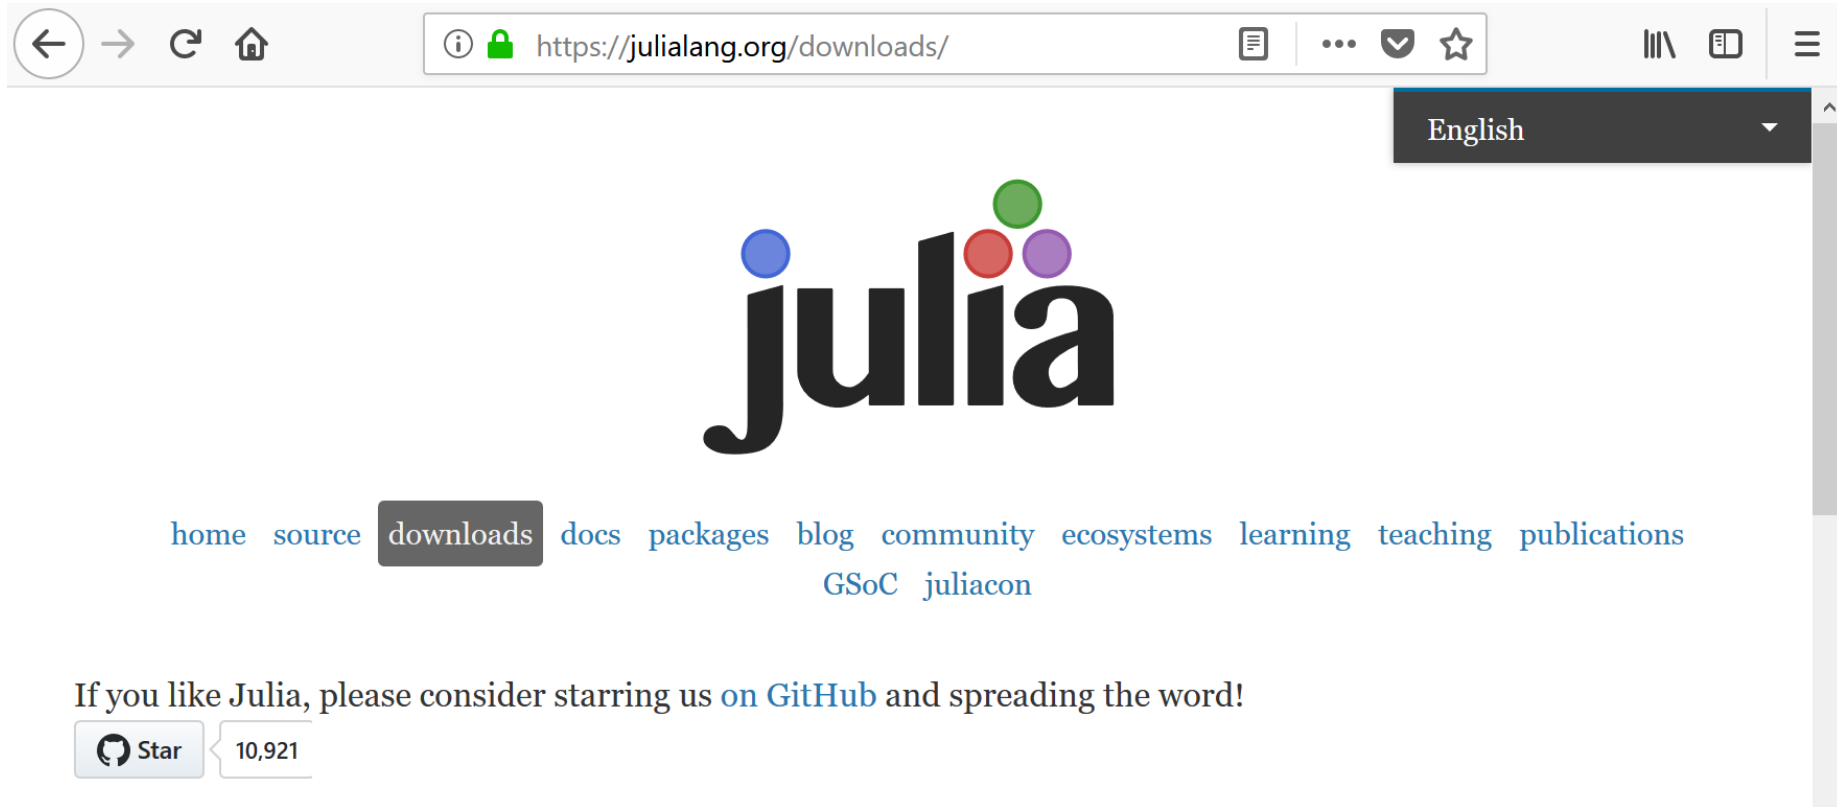 https://julialang.org/downloads/
English
julia
home source downloads docs packages blog community ecosystems learning teaching publications
GSoC juliacon
If you like Julia, please consider starring us on GitHub and spreading the word!
Star 10,921